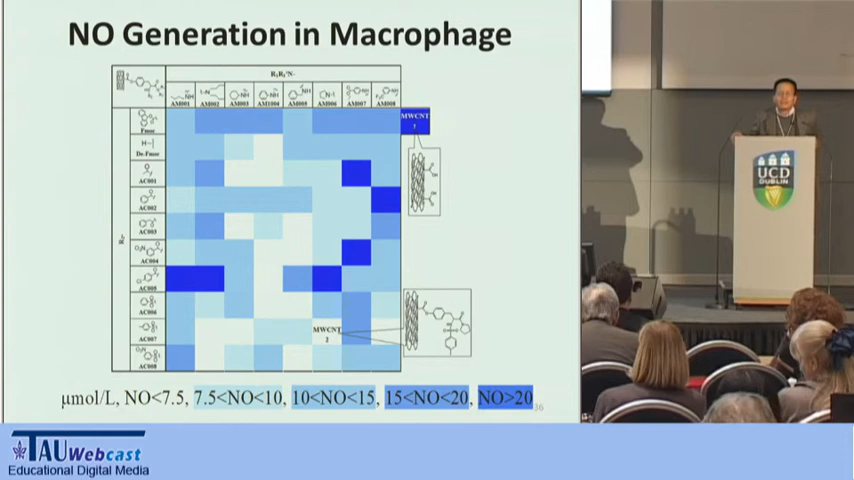 NO Generation in Macrophage
AM001 AM002 AM003 AM1004 AM005 AM006 AM007 AM008
Fmoc
MWCNT
1
De-Fmoc
AC001
AC002
AC003
AC004
AC005
AC006
AC007
MWCNT
2
AC008
µmol/L, NO<7.5, 7.5<NO<10, 10<NO<15, 15<NO<20, NO>20
36
UCD
DUBLIN
TAU Webcast
Educational Digital Media